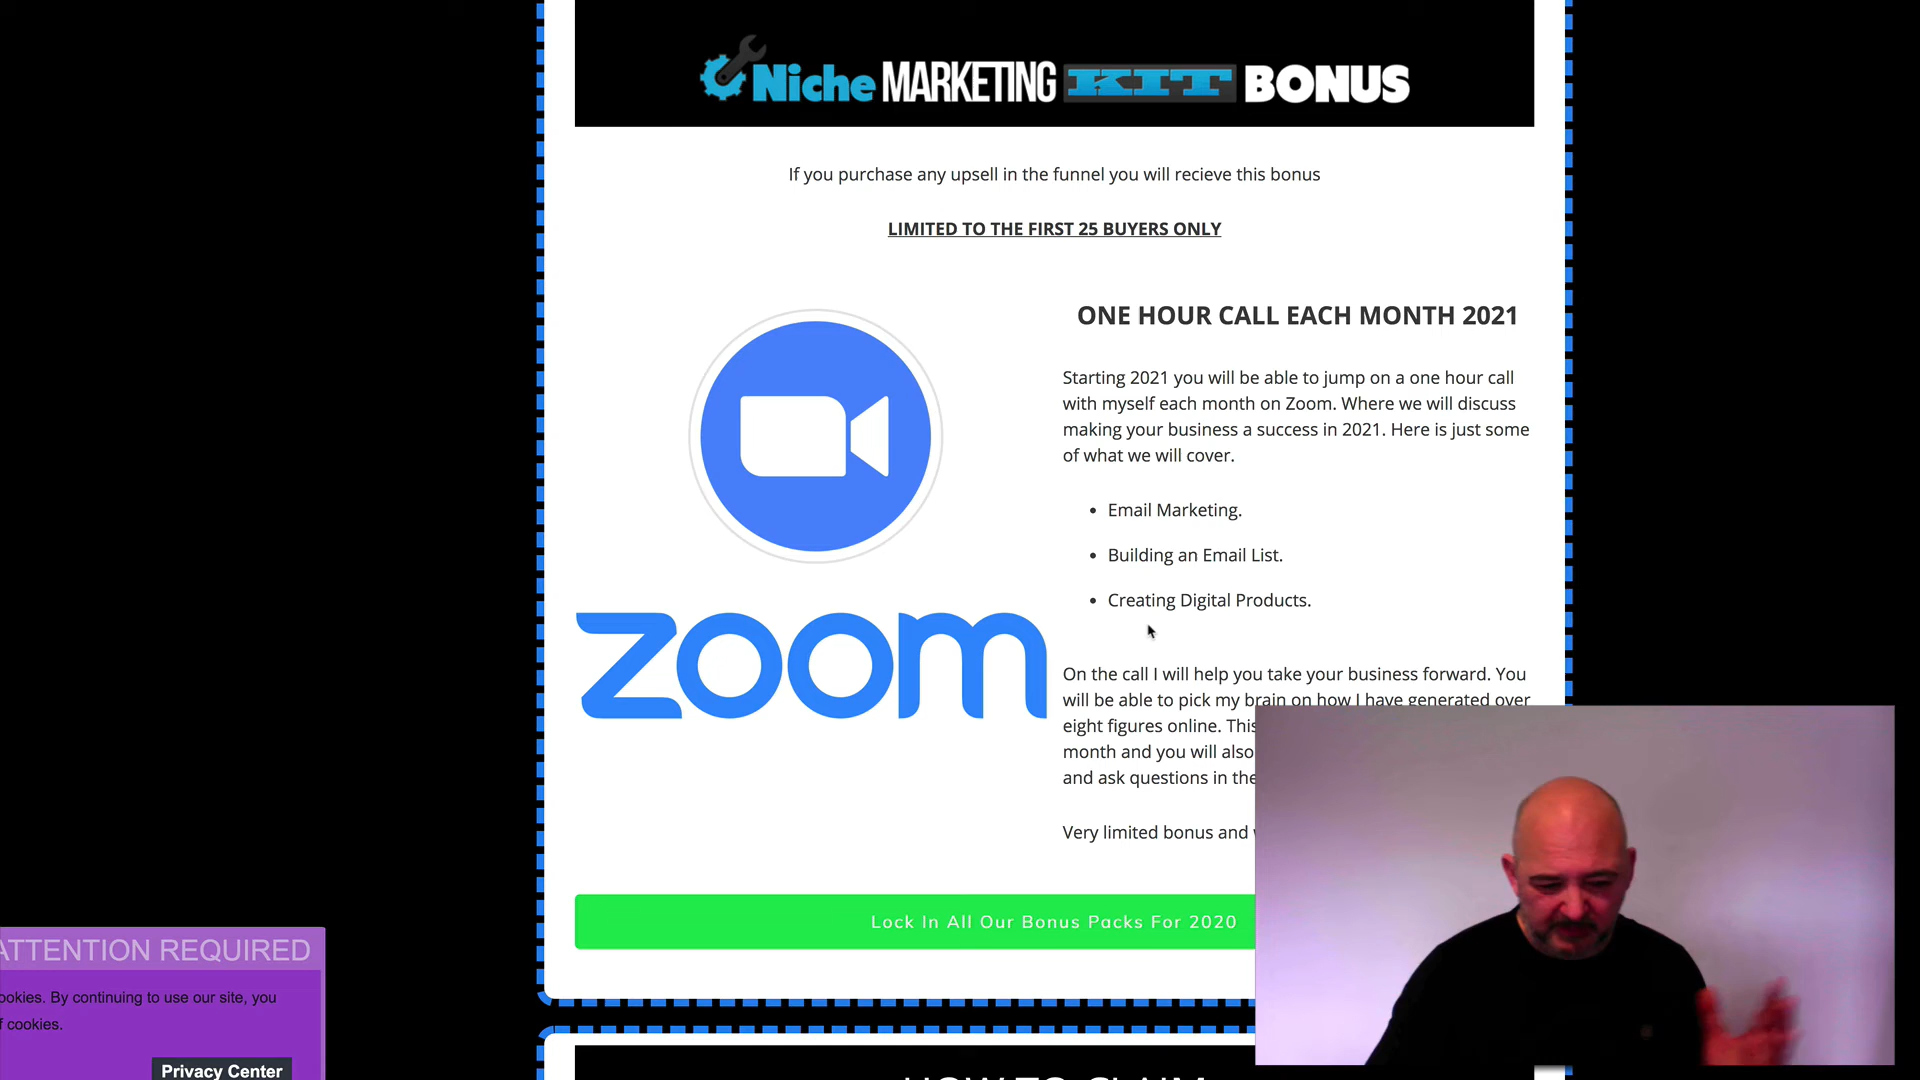 Niche MARKETING KIT BONUS
If you purchase any upsell in the funnel you will recieve this bonus
LIMITED TO THE FIRST 25 BUYERS ONLY
ONE HOUR CALL EACH MONTH 2021
Starting 2021 you will be able to jump on a one hour call
with myself each month on Zoom. Where we will discuss
making your business a success in 2021. Here is just some
of what we will cover.
• Email Marketing.
• Building an Email List.
• Creating Digital Products.
zoom
On the call I will help you take your business forward. You
will be able to pick my brain on how I have generated over
eight figures online. This
month and you will also
and ask questions in the
Very limited bonus and
Lock In All Our Bonus Packs For 2020
ATTENTION REQUIRED
ookies. By continuing to use our site, you
f cookies.
Privacy Center
HOW TO CLAIM